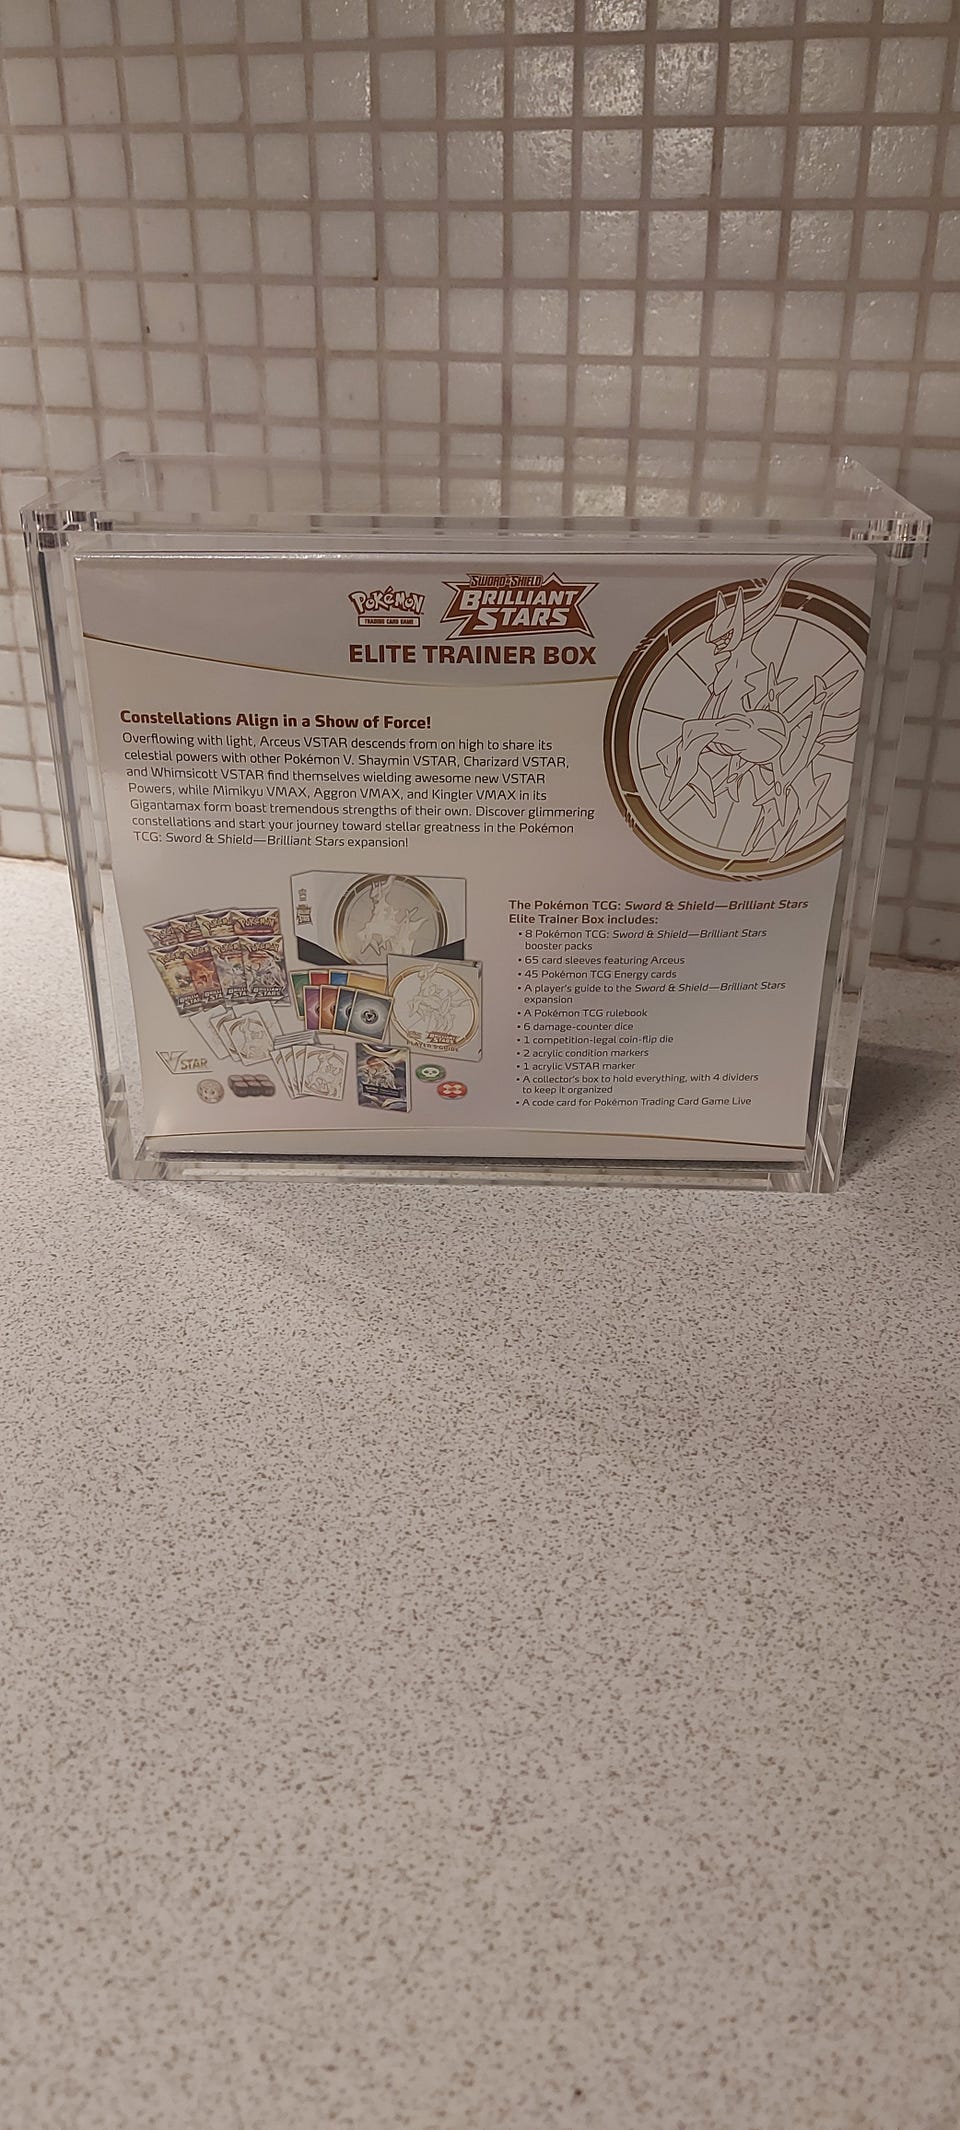 Pokémon
TRADING CARD GAME
SWORD & SHIELD
BRILLIANT
STARS
ELITE TRAINER BOX
Constellations Align in a Show of Force!
Overflowing with light, Arceus VSTAR descends from on high to share its
celestial powers with other Pokémon V. Shaymin VSTAR, Charizard VSTAR,
and Whimsicott VSTAR find themselves wielding awesome new VSTAR
Powers, while Mimikyu VMAX, Aggron VMAX, and Kingler VMAX in its
Gigantamax form boast tremendous strengths of their own. Discover glimmering
constellations and start your journey toward stellar greatness in the Pokémon
TCG: Sword & Shield—Brilliant Stars expansion!
The Pokémon TCG: Sword & Shield—Brilliant Stars
Elite Trainer Box includes:
• 8 Pokémon TCG: Sword & Shield—Brilliant Stars
booster packs
• 65 card sleeves featuring Arceus
• 45 Pokémon TCG Energy cards
• A player's guide to the Sword & Shield—Brilliant Stars
expansion
• A Pokémon TCG rulebook
• 6 damage-counter dice
• 1 competition-legal coin-flip die
• 2 acrylic condition markers
• 1 acrylic VSTAR marker
• A collector's box to hold everything, with 4 dividers
to keep it organized
• A code card for Pokémon Trading Card Game Live
VSTAR
PLAYER'S GUIDE